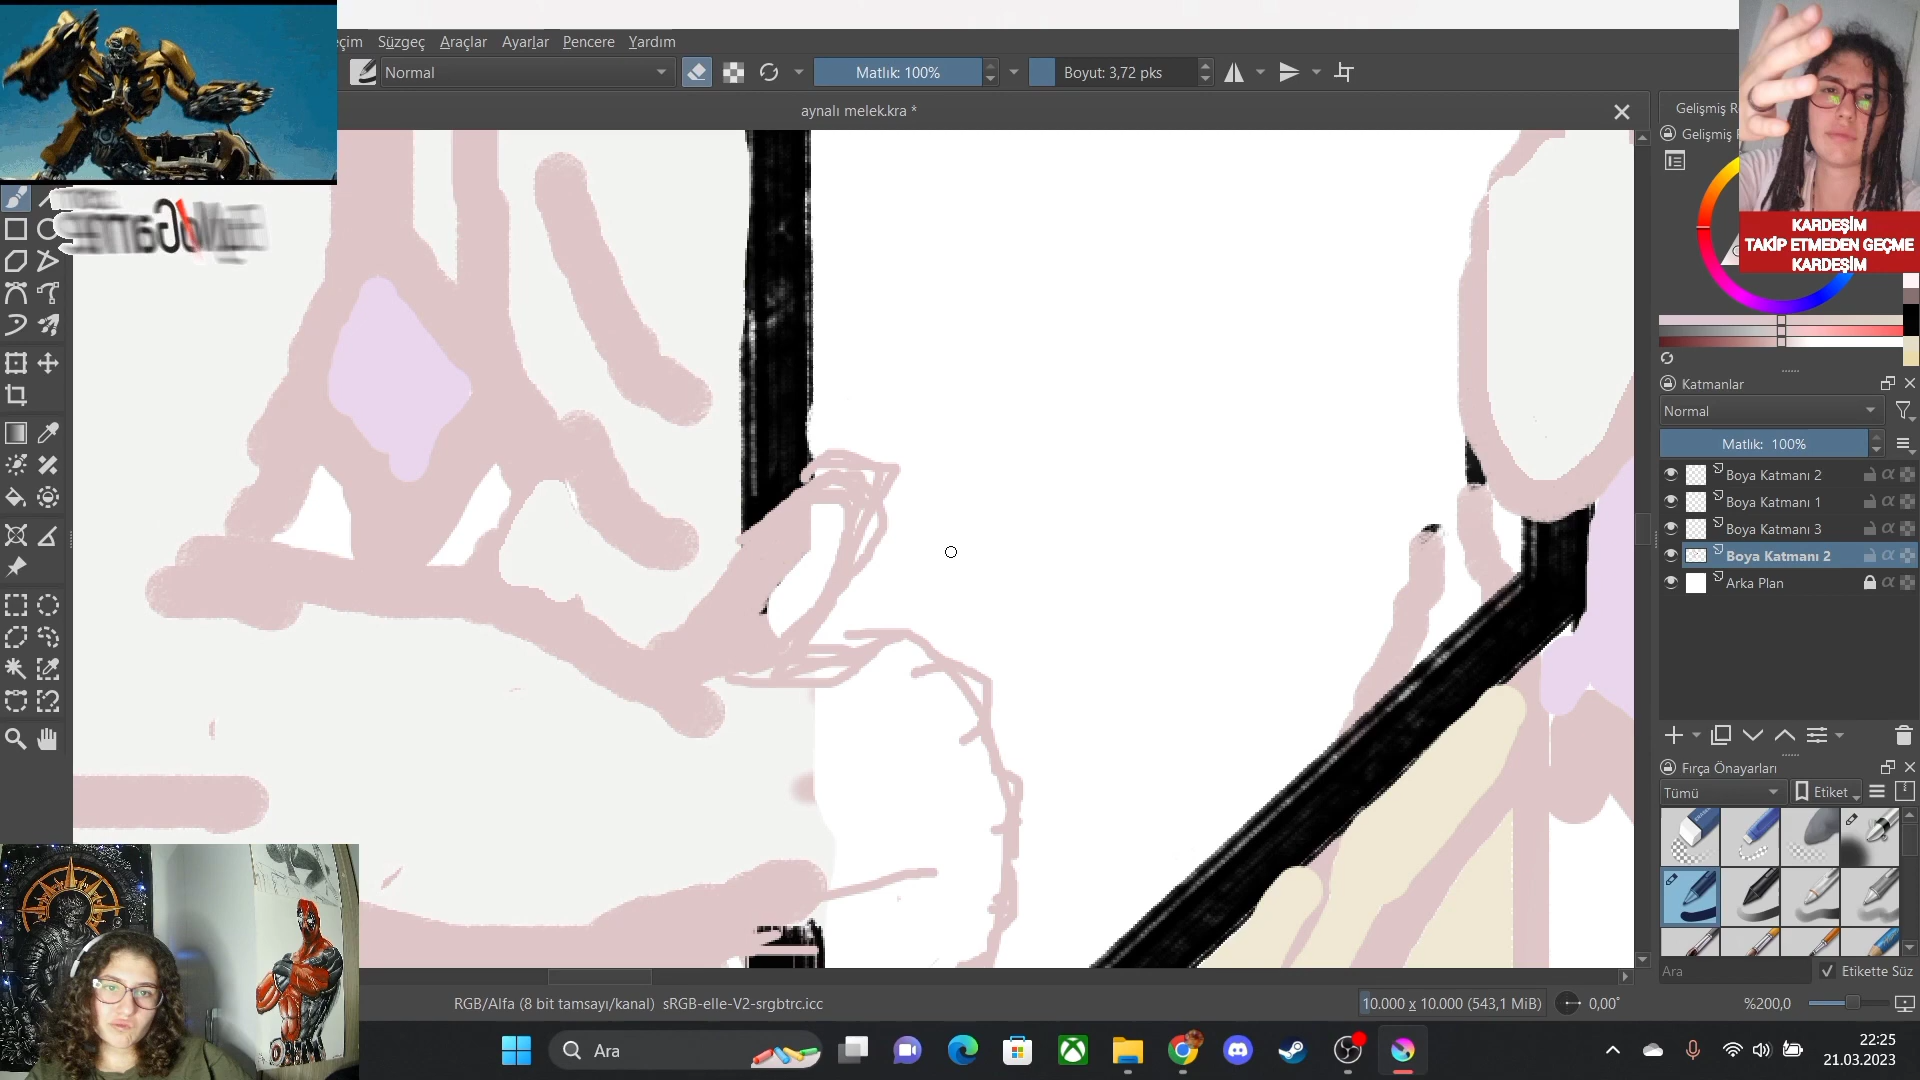 çim Süzgeç Araçlar Ayarlar Pencere Yardım
Normal
Matlık: 100%
Boyut: 3,72 pks
aynalı melek.kra *
Gelişmiş R
Gelişmiş
KARDEŞİM
TAKİP ETMEDEN GEÇME
KARDEŞİM
Katmanlar
Normal
Matlık: 100%
Boya Katmanı 2
Boya Katmanı 1
Boya Katmanı 3
Boya Katmanı 2
Arka Plan
Fırça Önayarları
Tümü
Etiket
Ara
Etikette Süz
RGB/Alfa (8 bit tamsayı/kanal) sRGB-elle-V2-srgbtrc.icc
10.000 x 10.000 (543,1 MiB)
0,00°
%200,0
Ara
22:25
21.03.2023